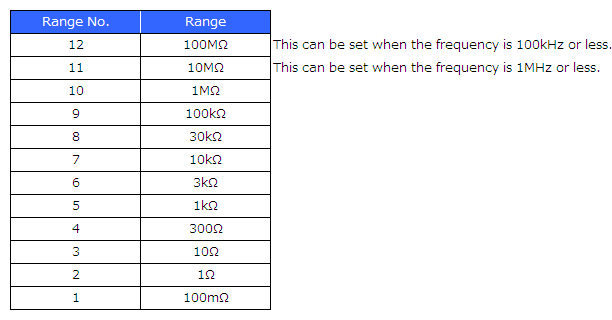 Range No. Range
12 100MΩ This can be set when the frequency is 100kHz or less.
11 10MΩ This can be set when the frequency is 1MHz or less.
10 1MΩ
9 100kΩ
8 30kΩ
7 10kΩ
6 3kΩ
5 1kΩ
4 300Ω
3 10Ω
2 1Ω
1 100mΩ